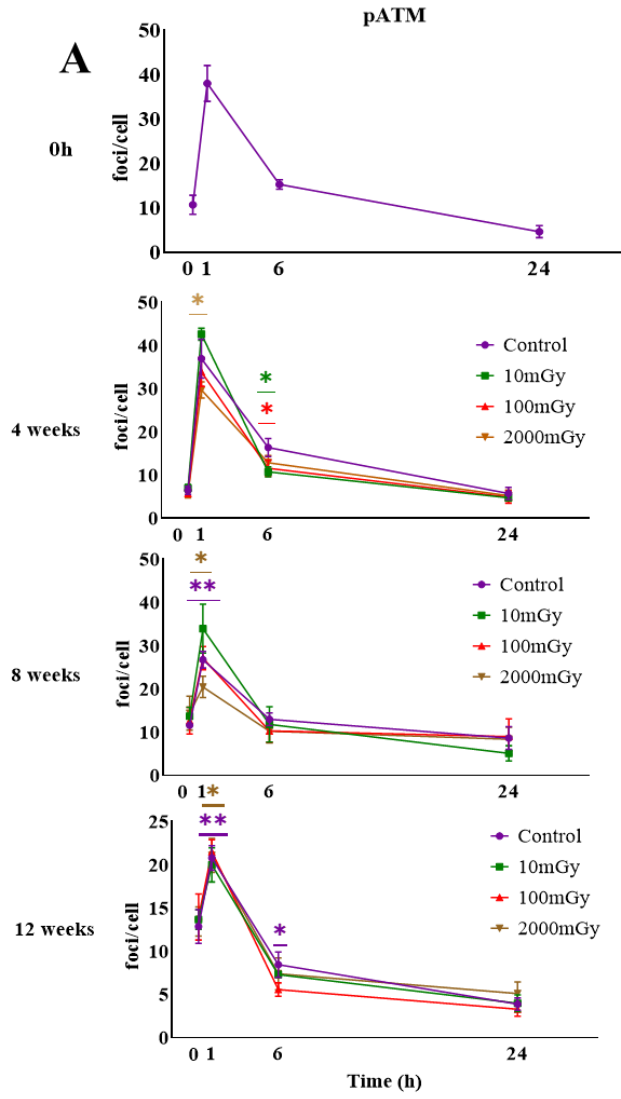 pATM
A
0h
foci/cell
50
40
30
20
10
0
0 1 6 24
4 weeks
foci/cell
50
40
30
20
10
0
*
*
*
Control
10mGy
100mGy
2000mGy
0 1 6 24
8 weeks
foci/cell
50
40
30
20
10
0
*
**
Control
10mGy
100mGy
2000mGy
0 1 6 24
12 weeks
foci/cell
25
20
15
10
5
0
*
**
*
Control
10mGy
100mGy
2000mGy
0 1 6 24
Time (h)